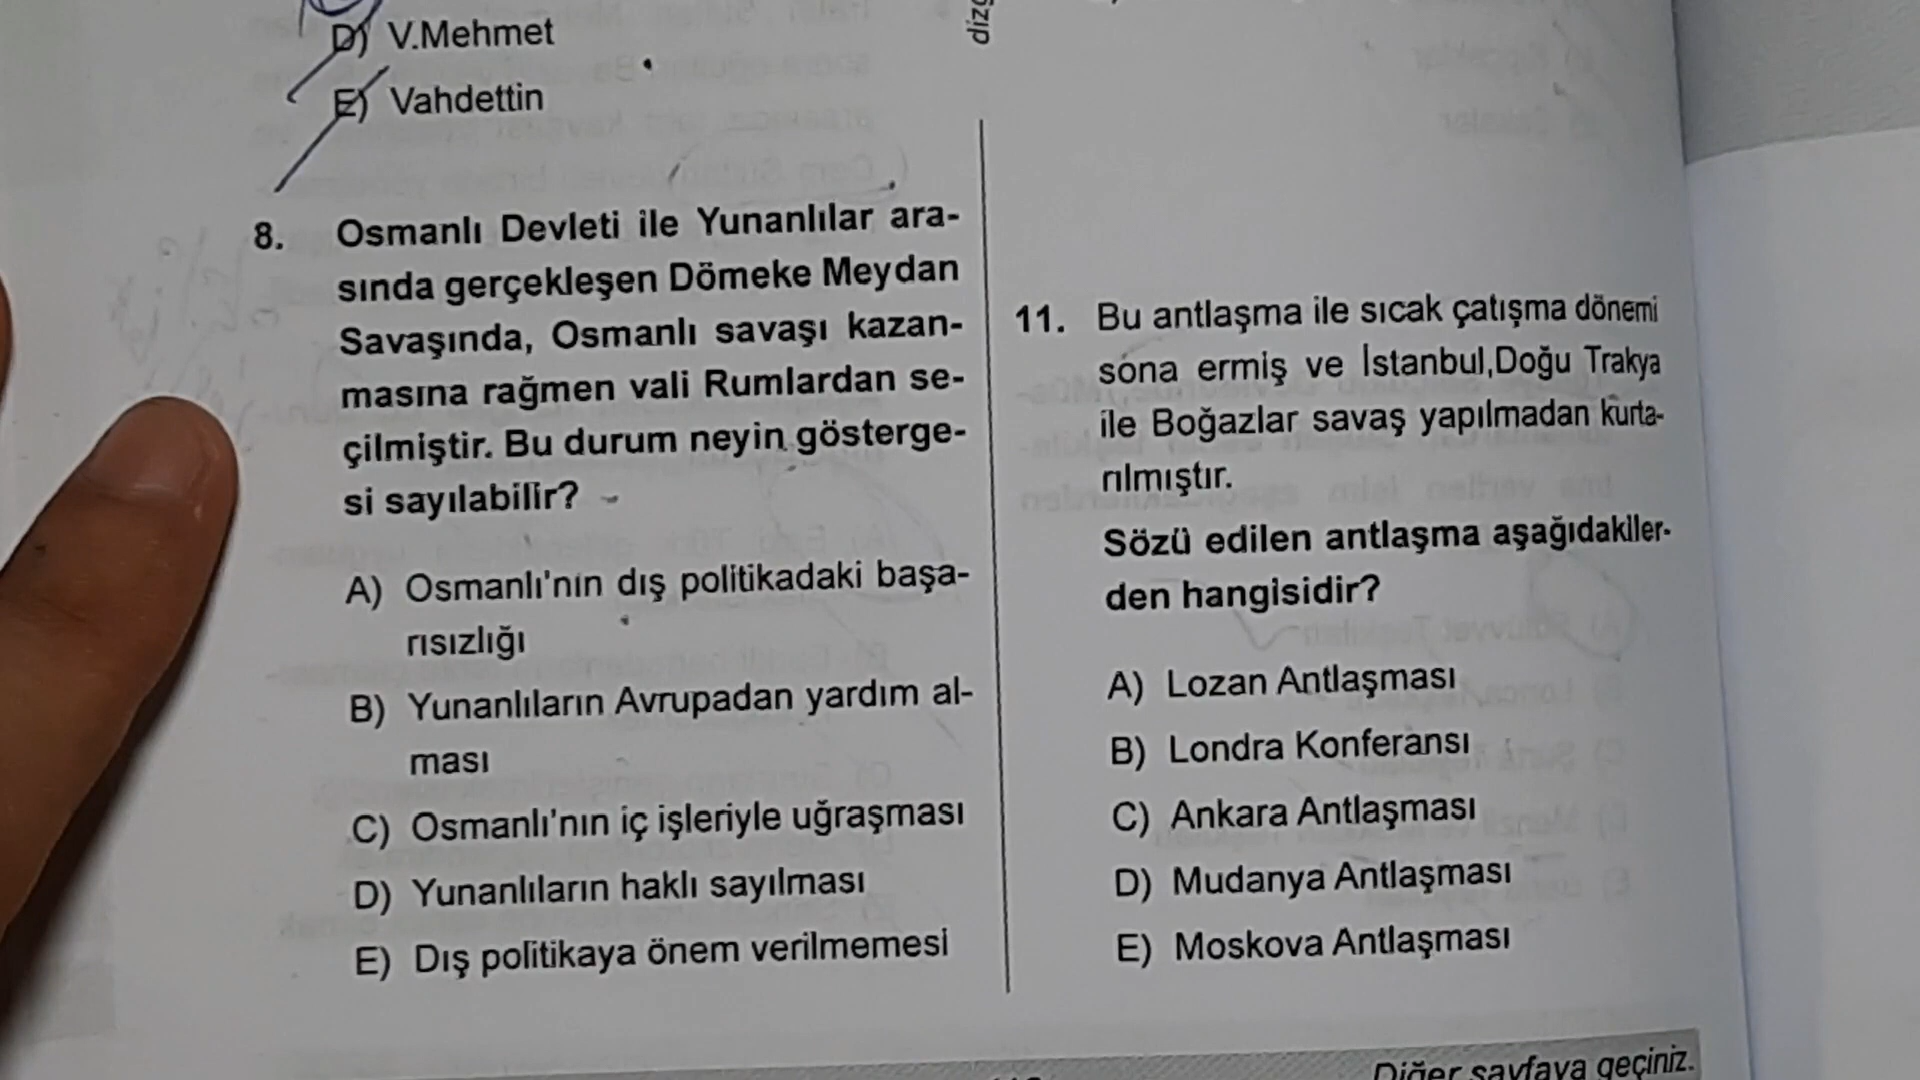 D) V.Mehmet
E) Vahdettin
8. Osmanlı Devleti ile Yunanlılar ara-
sında gerçekleşen Dömeke Meydan
Savaşında, Osmanlı savaşı kazan-
masına rağmen vali Rumlardan se-
çilmiştir. Bu durum neyin gösterge-
si sayılabilir?
A) Osmanlı'nın dış politikadaki başa-
rısızlığı
B) Yunanlıların Avrupadan yardım al-
ması
C) Osmanlı'nın iç işleriyle uğraşması
D) Yunanlıların haklı sayılması
E) Dış politikaya önem verilmemesi
11. Bu antlaşma ile sıcak çatışma dönemi
sona ermiş ve İstanbul,Doğu Trakya
ile Boğazlar savaş yapılmadan kurta-
rılmıştır.
Sözü edilen antlaşma aşağıdakiler-
den hangisidir?
A) Lozan Antlaşması
B) Londra Konferansı
C) Ankara Antlaşması
D) Mudanya Antlaşması
E) Moskova Antlaşması
Diğer sayfaya geçiniz.